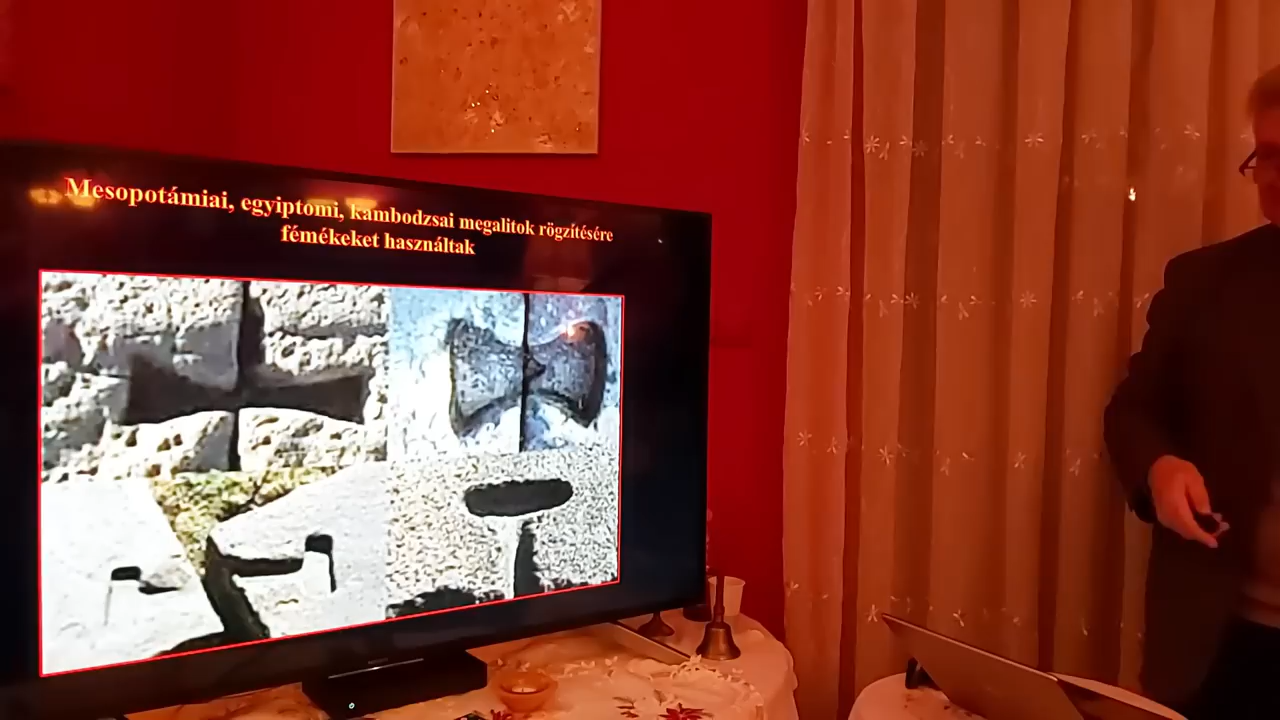 Mesopotámiai, egyiptomi, kambodzsai megalitok rögzítésére
fémékeket használtak